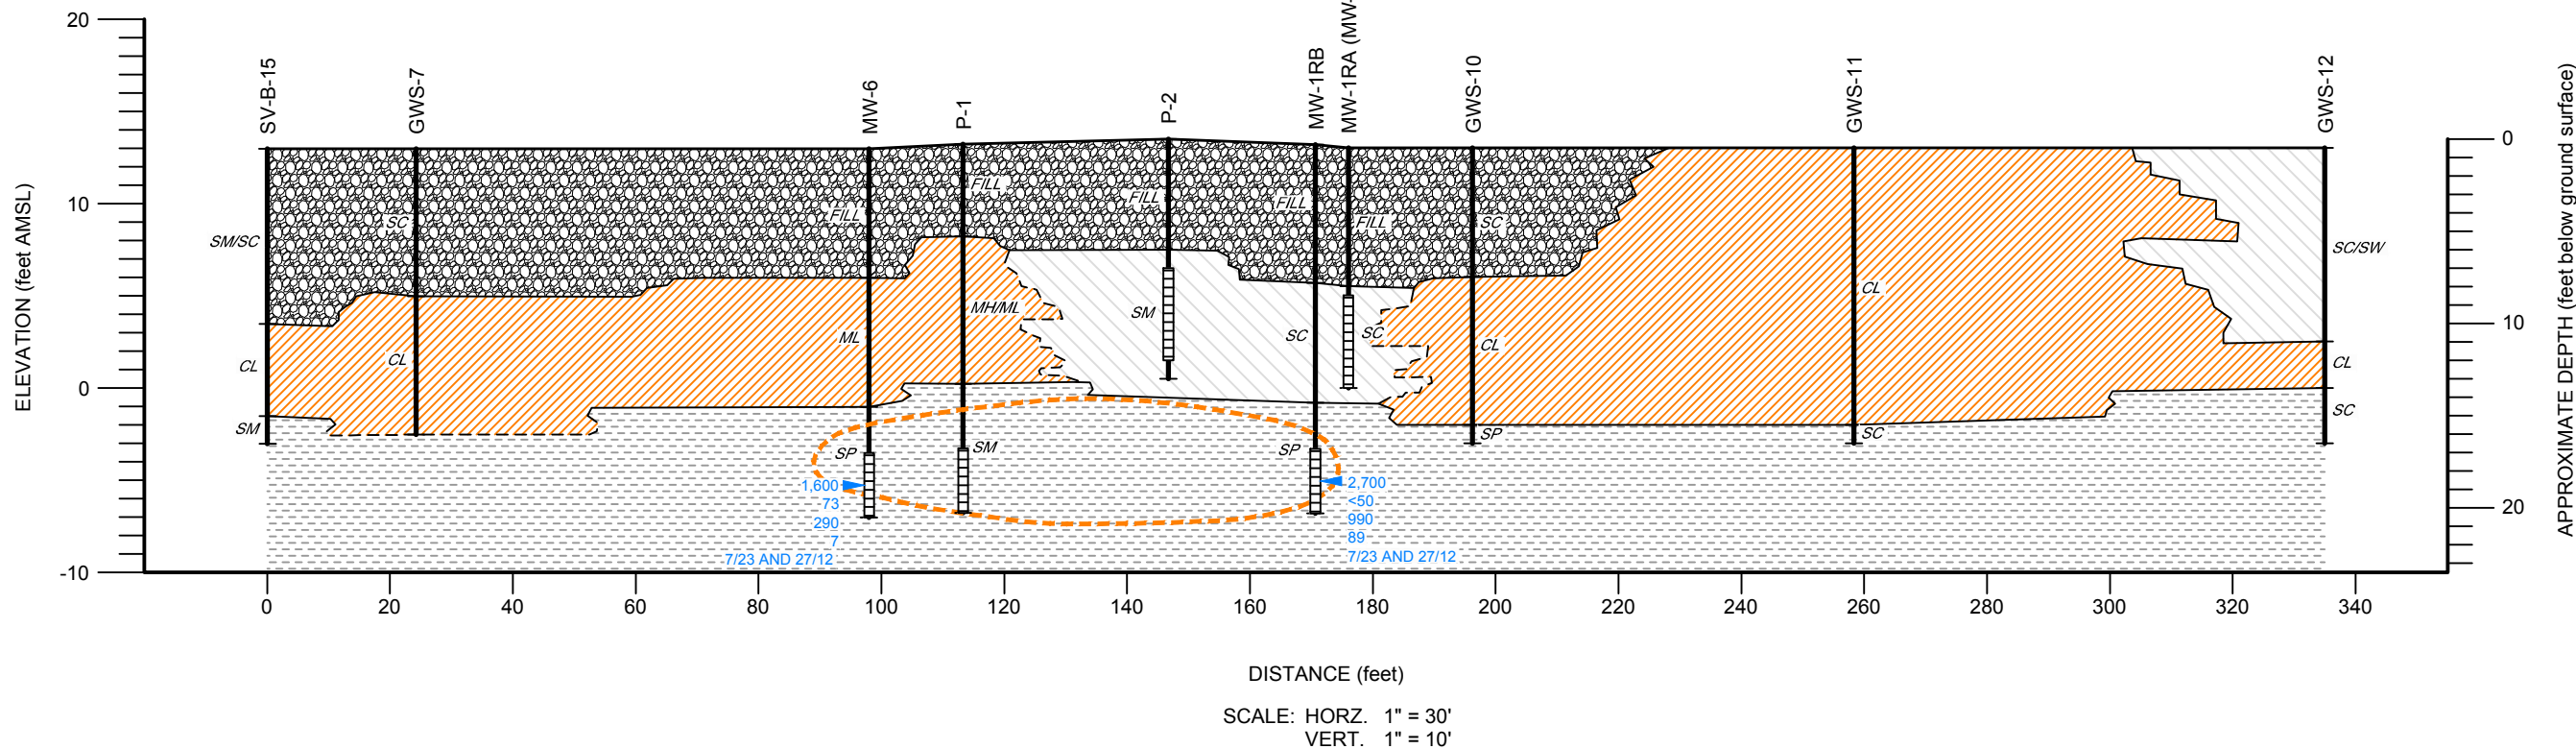 20
10
0
-10
ELEVATION (feet AMSL)
SV-B-15
GWS-7
MW-6
P-1
P-2
MW-1RB
MW-1RA (MW-
GWS-10
GWS-11
GWS-12
0
10
20
APPROXIMATE DEPTH (feet below ground surface)
SM/SC
CL
SM
SC
CL
FILL
ML
SP
FILL
MH/ML
SM
FILL
SM
FILL
SC
SP
FILL
SC
SC
CL
SP
CL
SC
SC/SW
CL
SC
1,600
73
290
7
7/23 AND 27/12
2,700
<50
990
89
7/23 AND 27/12
0 20 40 60 80 100 120 140 160 180 200 220 240 260 280 300 320 340
DISTANCE (feet)
SCALE: HORZ. 1" = 30'
VERT. 1" = 10'